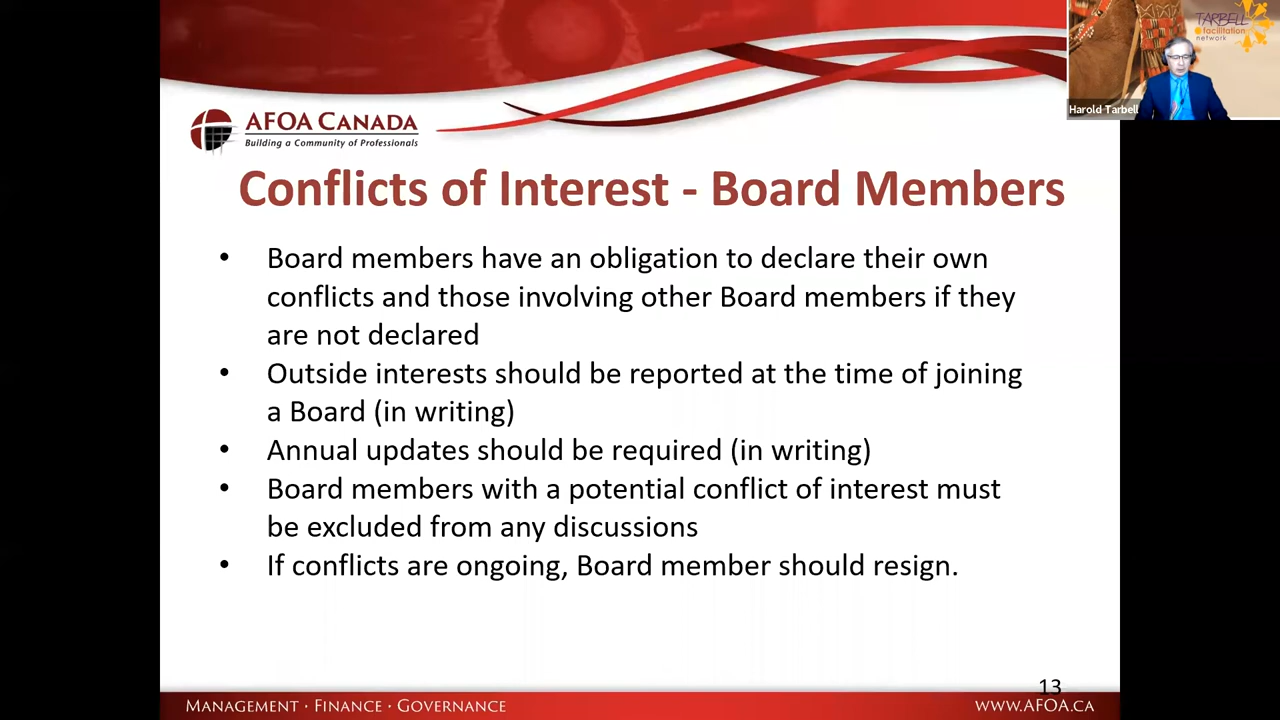 TARBELL
facilitation
network
Harold Tarbell
AFOA CANADA
Building a Community of Professionals
Conflicts of Interest - Board Members
• Board members have an obligation to declare their own
conflicts and those involving other Board members if they
are not declared
• Outside interests should be reported at the time of joining
a Board (in writing)
• Annual updates should be required (in writing)
• Board members with a potential conflict of interest must
be excluded from any discussions
• If conflicts are ongoing, Board member should resign.
13
MANAGEMENT · FINANCE · GOVERNANCE
WWW.AFOA.CA